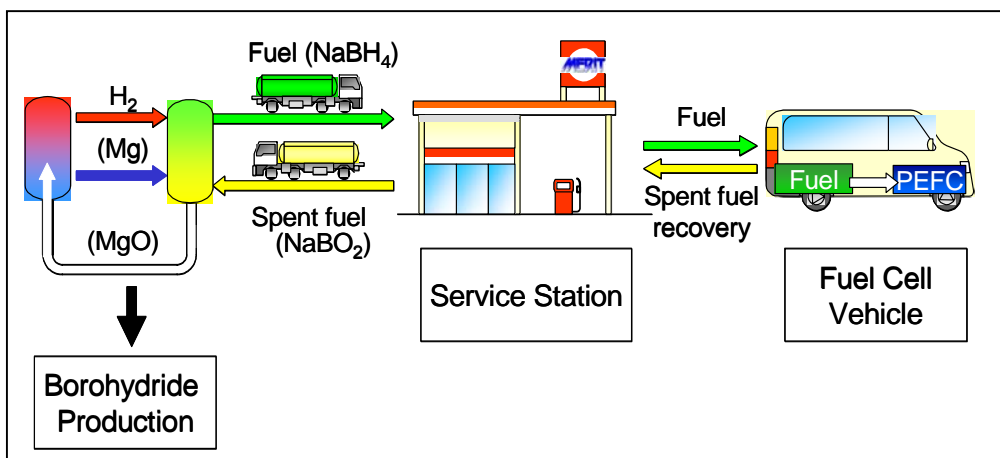 Fuel (NaBH₄)
MERIT
H₂
(Mg)
Fuel
Fuel
PEFC
Spent fuel
(NaBO₂)
Spent fuel
recovery
(MgO)
Service Station
Fuel Cell
Vehicle
Borohydride
Production